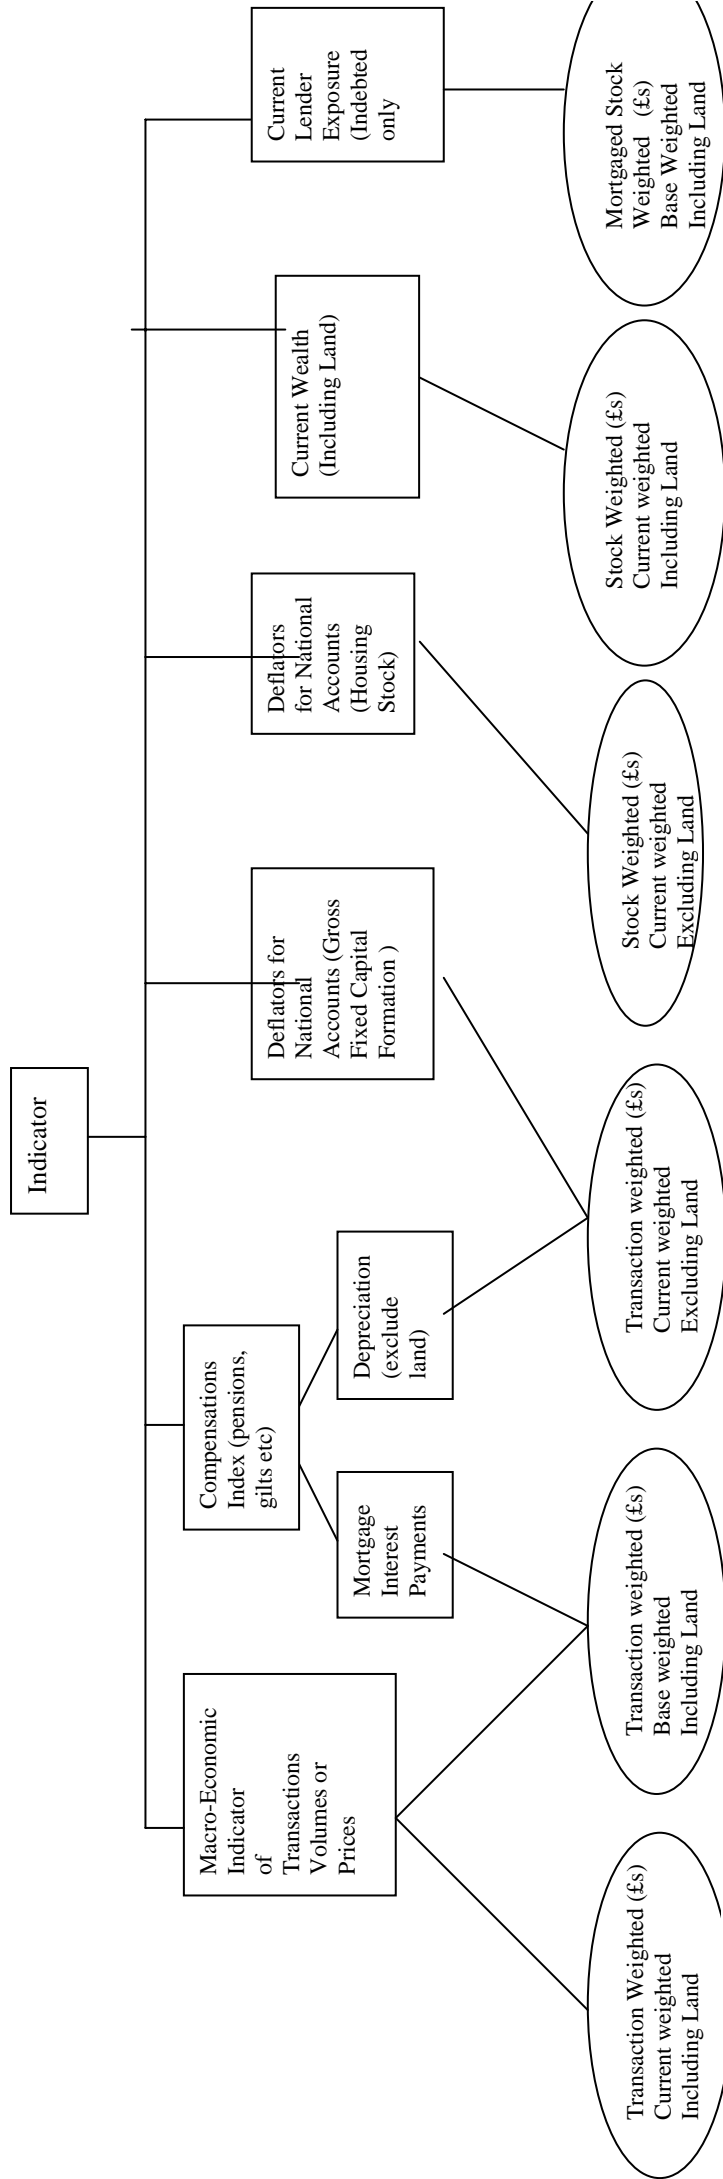 Indicator
Macro-Economic
Indicator
of
Transactions
Volumes or
Prices
Compensations
Index (pensions,
gilts etc)
Mortgage
Interest
Payments
Depreciation
(exclude
land)
Deflators for
National
Accounts (Gross
Fixed Capital
Formation )
Deflators
for National
Accounts
(Housing
Stock)
Current Wealth
(Including Land)
Current
Lender
Exposure
(Indebted
only
Transaction Weighted (£s)
Current weighted
Including Land
Transaction weighted (£s)
Base weighted
Including Land
Transaction weighted (£s)
Current weighted
Excluding Land
Stock Weighted (£s)
Current weighted
Excluding Land
Stock Weighted (£s)
Current weighted
Including Land
Mortgaged Stock
Weighted (£s)
Base Weighted
Including Land